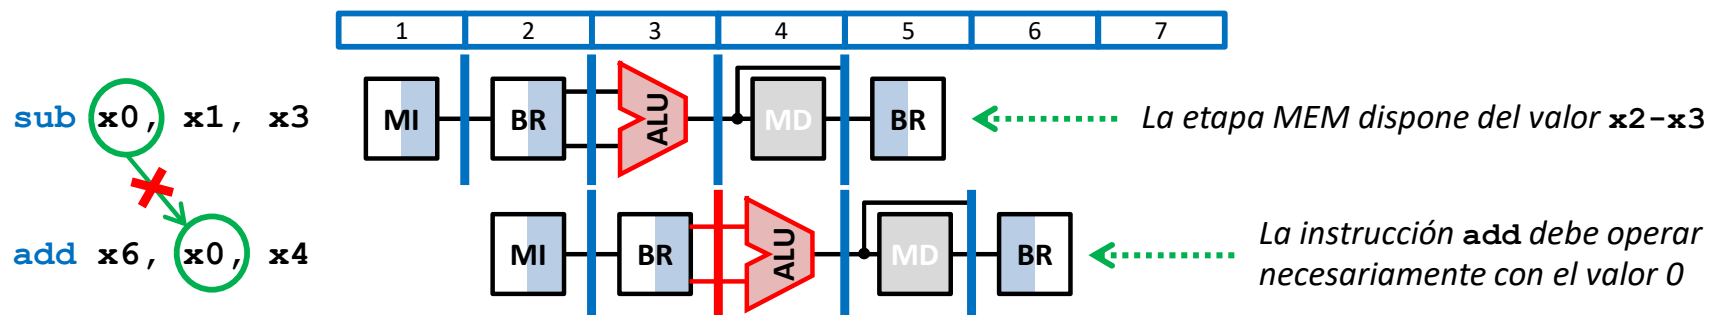 1 2 3 4 5 6 7
sub x0, x1, x3
MI BR ALU MD BR
La etapa MEM dispone del valor x2-x3
add x6, x0, x4
MI BR ALU MD BR
La instrucción add debe operar
necesariamente con el valor 0